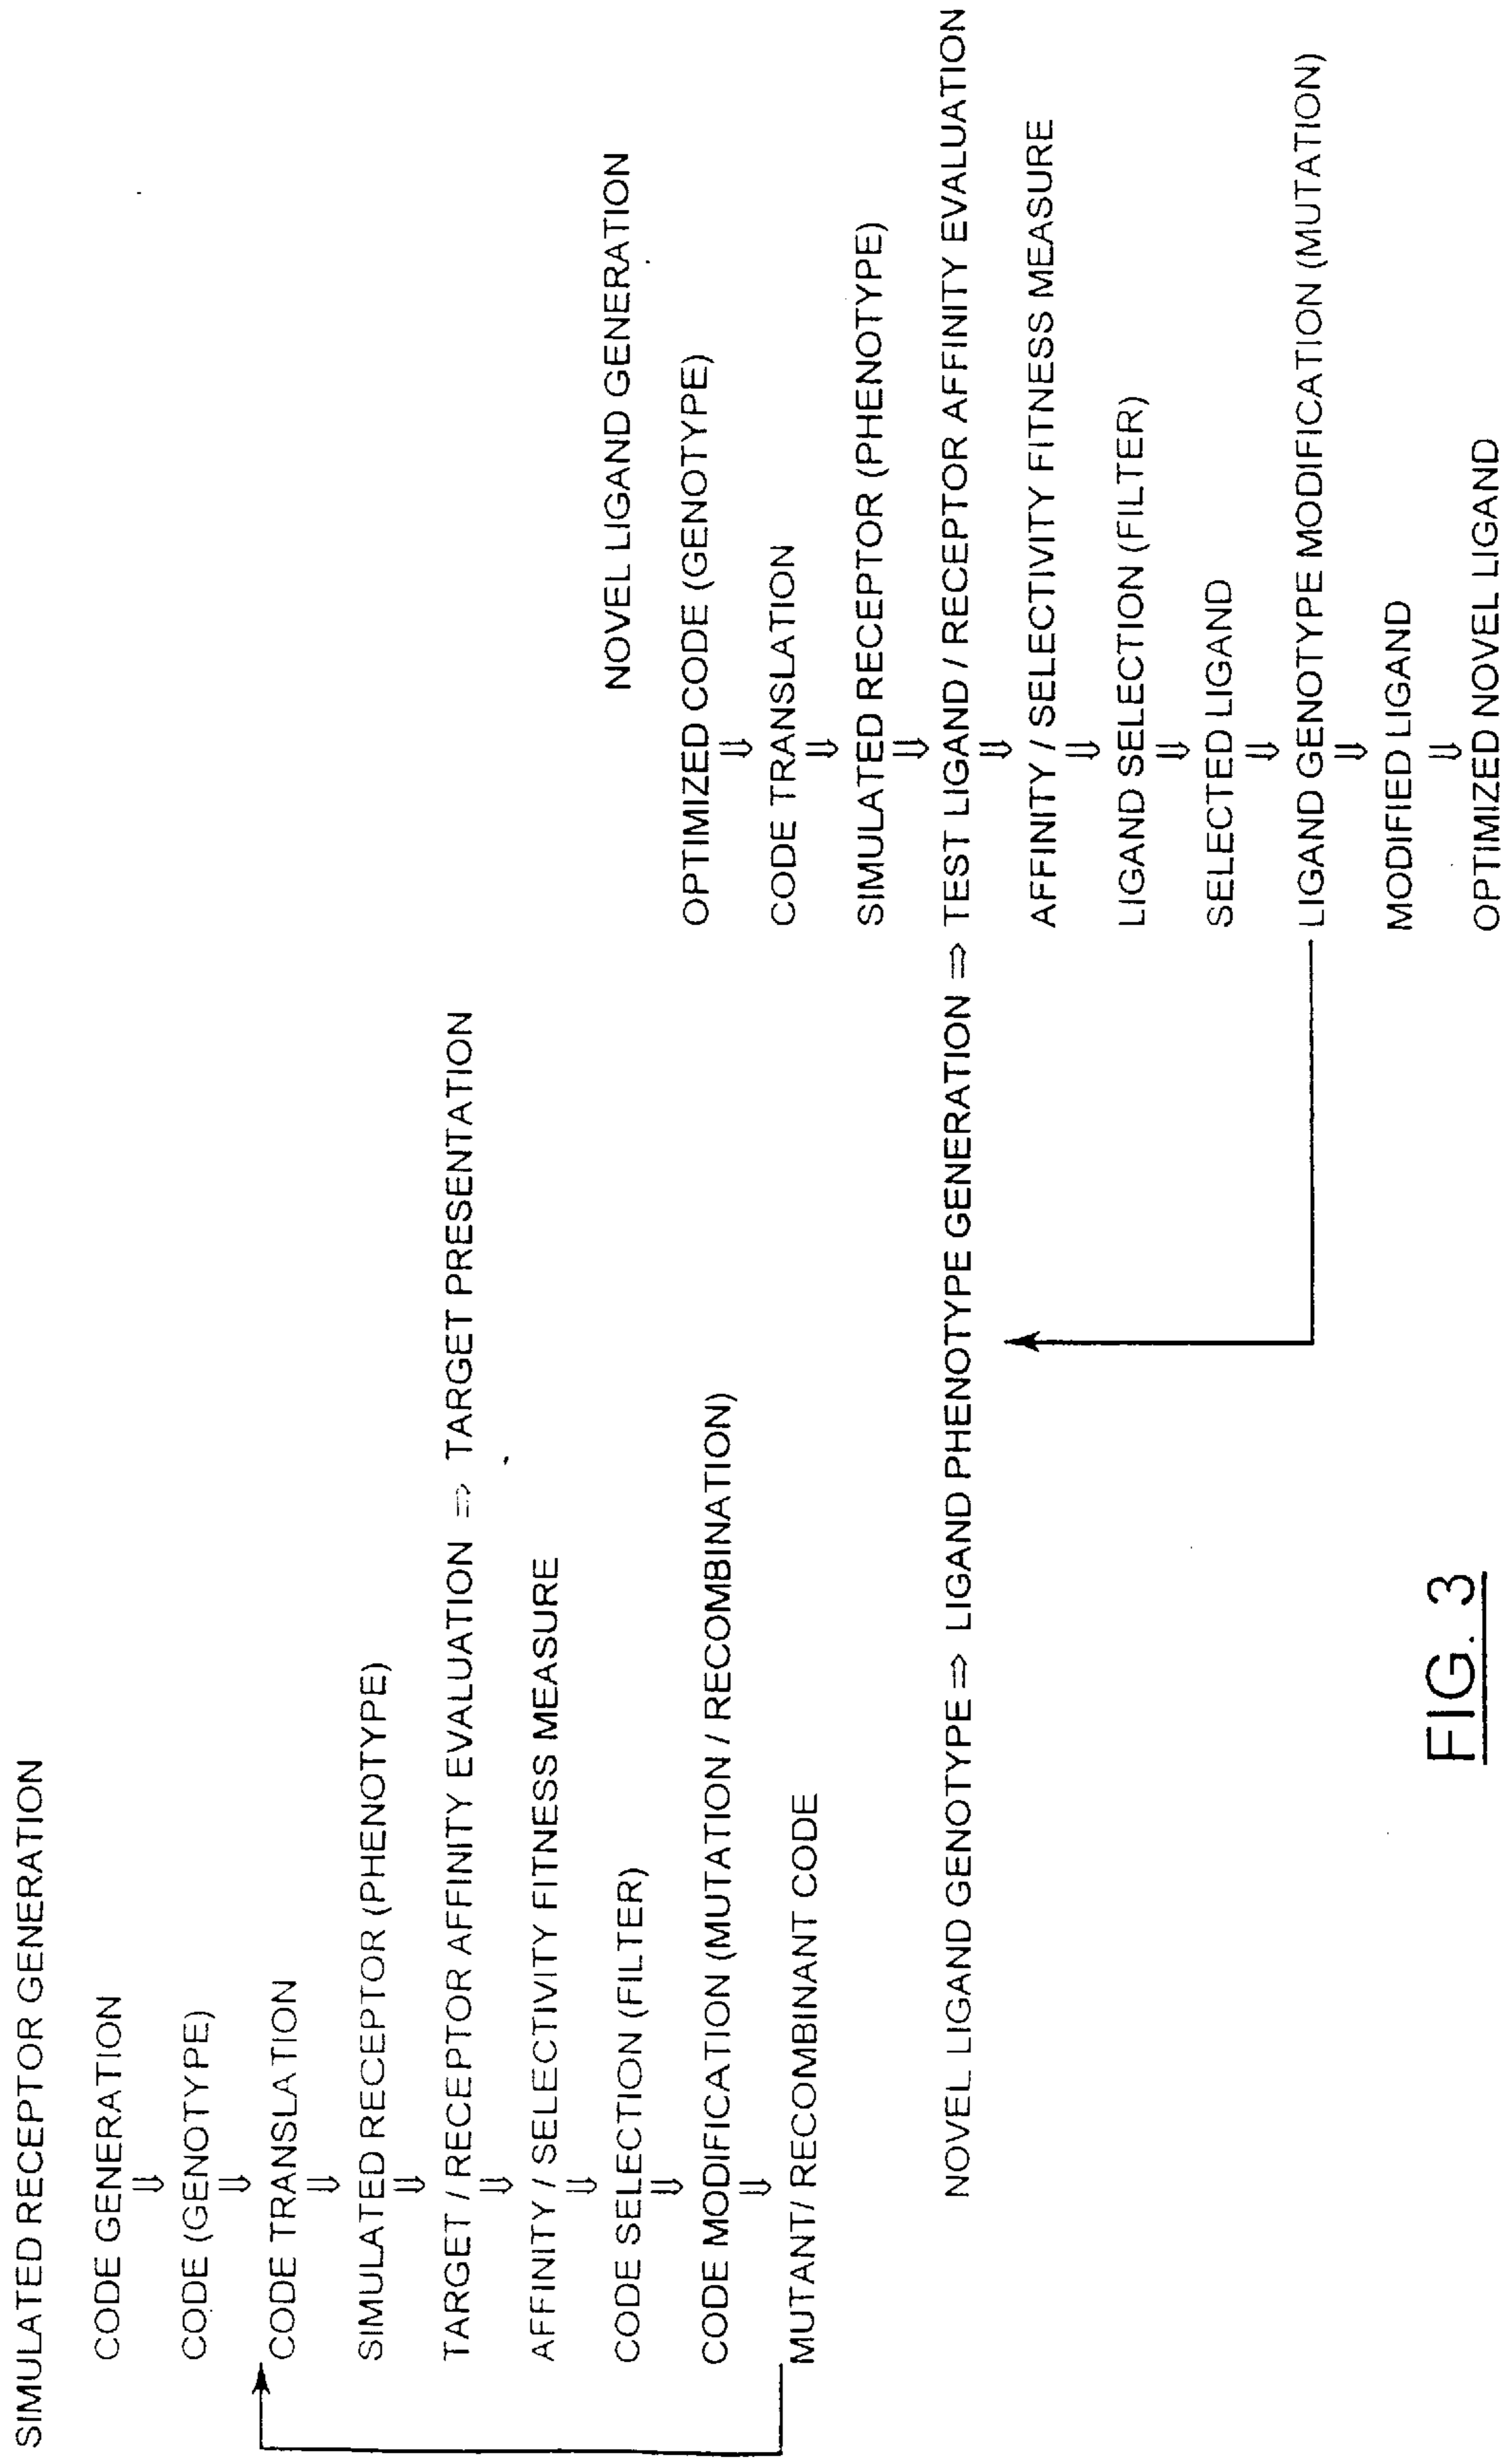 SIMULATED RECEPTOR GENERATION
CODE GENERATION
⇓
CODE (GENOTYPE)
⇓
CODE TRANSLATION
⇓
SIMULATED RECEPTOR (PHENOTYPE)
⇓
TARGET / RECEPTOR AFFINITY EVALUATION ⇒ TARGET PRESENTATION
⇓
AFFINITY / SELECTIVITY FITNESS MEASURE
⇓
CODE SELECTION (FILTER)
⇓
CODE MODIFICATION (MUTATION / RECOMBINATION)
⇓
MUTANT/ RECOMBINANT CODE
NOVEL LIGAND GENERATION
OPTIMIZED CODE (GENOTYPE)
⇓
CODE TRANSLATION
⇓
SIMULATED RECEPTOR (PHENOTYPE)
⇓
NOVEL LIGAND GENOTYPE ⇒ LIGAND PHENOTYPE GENERATION ⇒ TEST LIGAND / RECEPTOR AFFINITY EVALUATION
⇓
AFFINITY / SELECTIVITY FITNESS MEASURE
⇓
LIGAND SELECTION (FILTER)
⇓
SELECTED LIGAND
⇓
LIGAND GENOTYPE MODIFICATION (MUTATION)
⇓
MODIFIED LIGAND
⇓
OPTIMIZED NOVEL LIGAND
FIG. 3